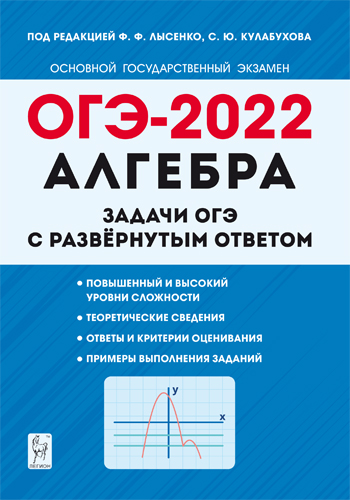 ПОД РЕДАКЦИЕЙ Ф. Ф. ЛЫСЕНКО, С. Ю. КУЛАБУХОВА
ОСНОВНОЙ ГОСУДАРСТВЕННЫЙ ЭКЗАМЕН
ОГЭ-2022
АЛГЕБРА
ЗАДАЧИ ОГЭ
С РАЗВЁРНУТЫМ ОТВЕТОМ
• ПОВЫШЕННЫЙ И ВЫСОКИЙ
УРОВНИ СЛОЖНОСТИ
• ТЕОРЕТИЧЕСКИЕ СВЕДЕНИЯ
• ОТВЕТЫ И КРИТЕРИИ ОЦЕНИВАНИЯ
• ПРИМЕРЫ ВЫПОЛНЕНИЯ ЗАДАНИЙ
y
x
ЛЕГИОН